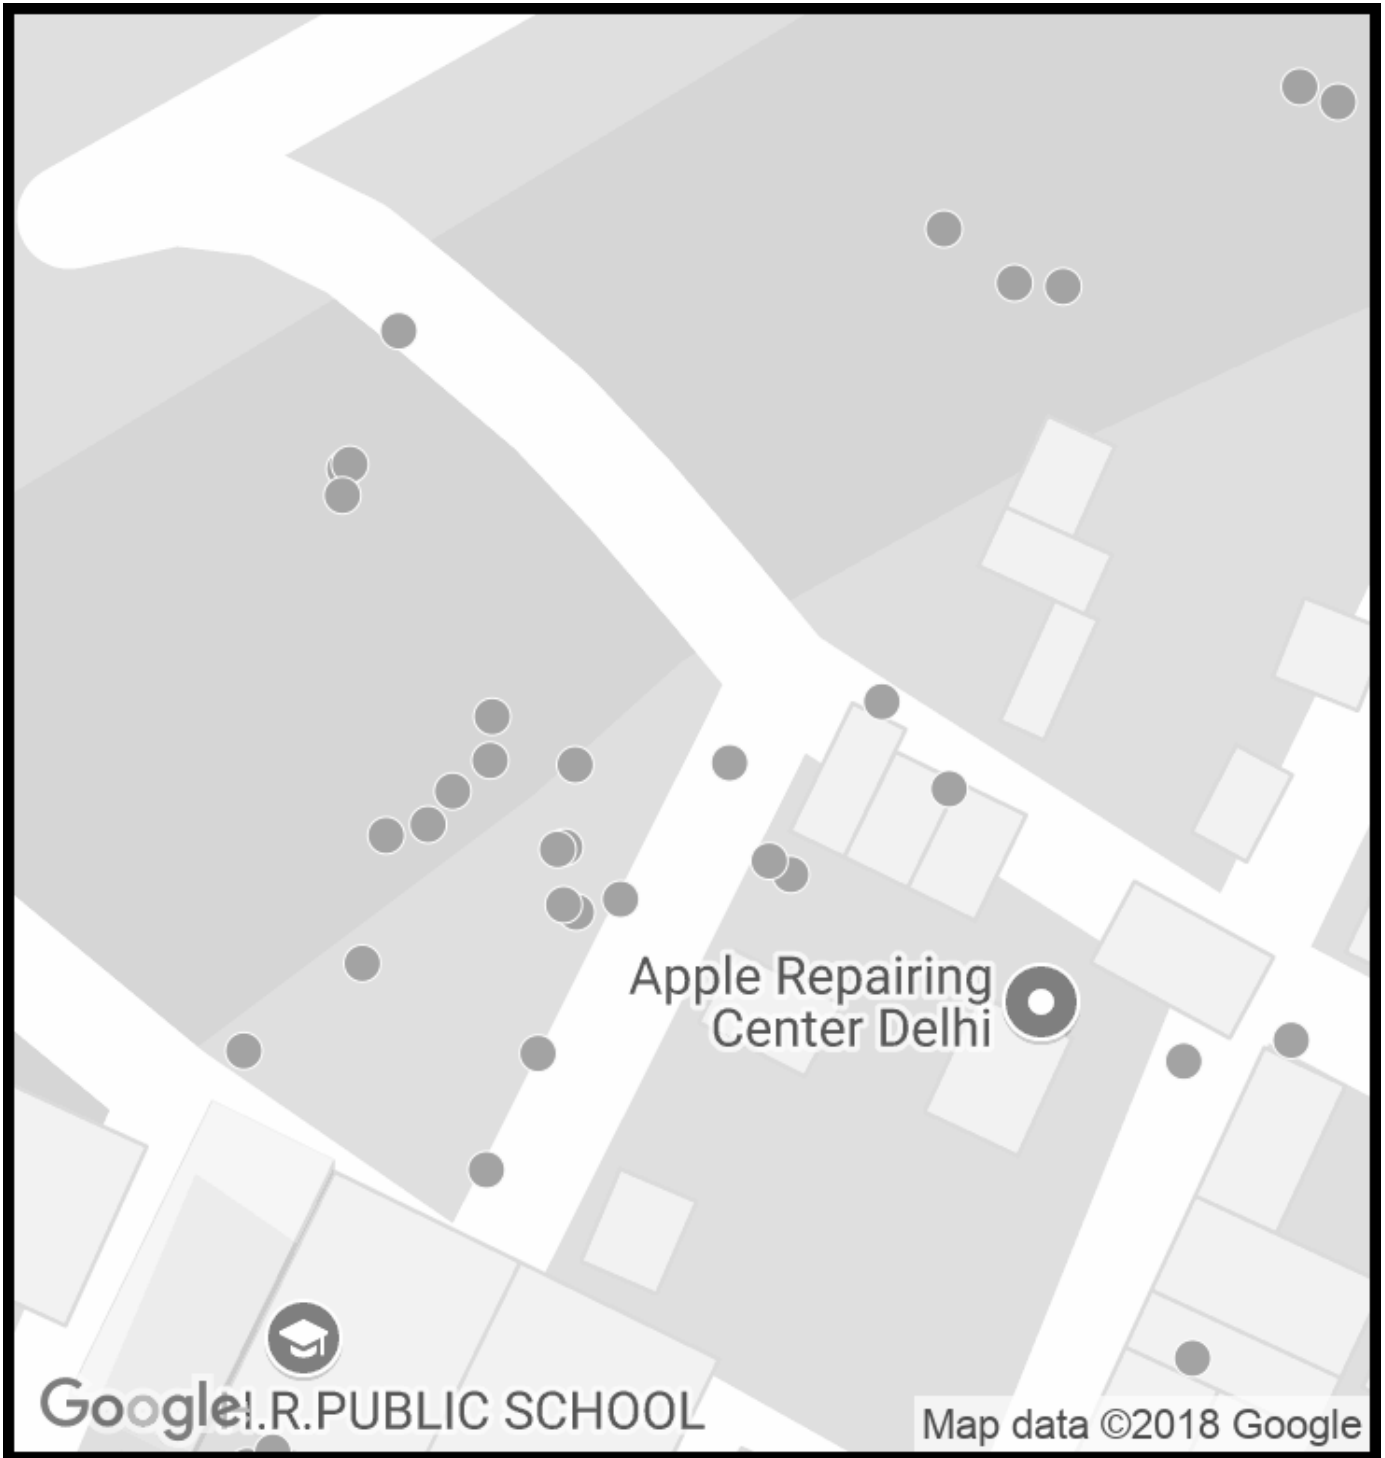 Apple Repairing
Center Delhi
Google
H.R.PUBLIC SCHOOL
Map data ©2018 Google